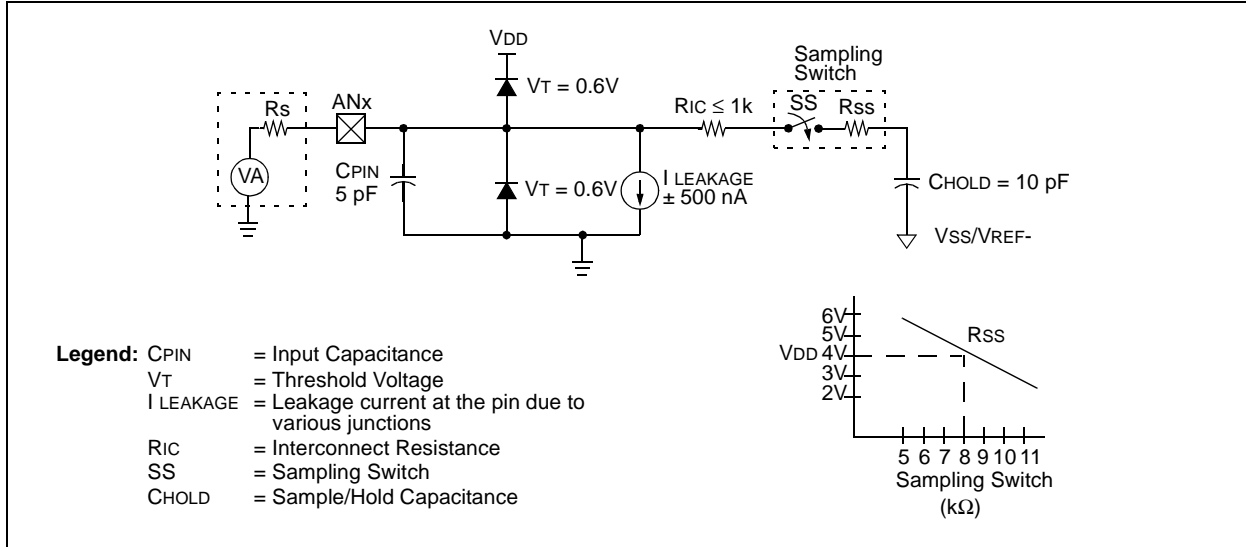 VDD
Sampling
Switch
VT = 0.6V
RIC ≤ 1k
SS
RSS
Rs
ANx
VA
CPIN
5 pF
VT = 0.6V
I LEAKAGE
± 500 nA
CHOLD = 10 pF
VSS/VREF-
Legend: CPIN = Input Capacitance
VT = Threshold Voltage
I LEAKAGE = Leakage current at the pin due to
various junctions
RIC = Interconnect Resistance
SS = Sampling Switch
CHOLD = Sample/Hold Capacitance
6V
5V
VDD 4V
3V
2V
RSS
5 6 7 8 9 10 11
Sampling Switch
(kΩ)